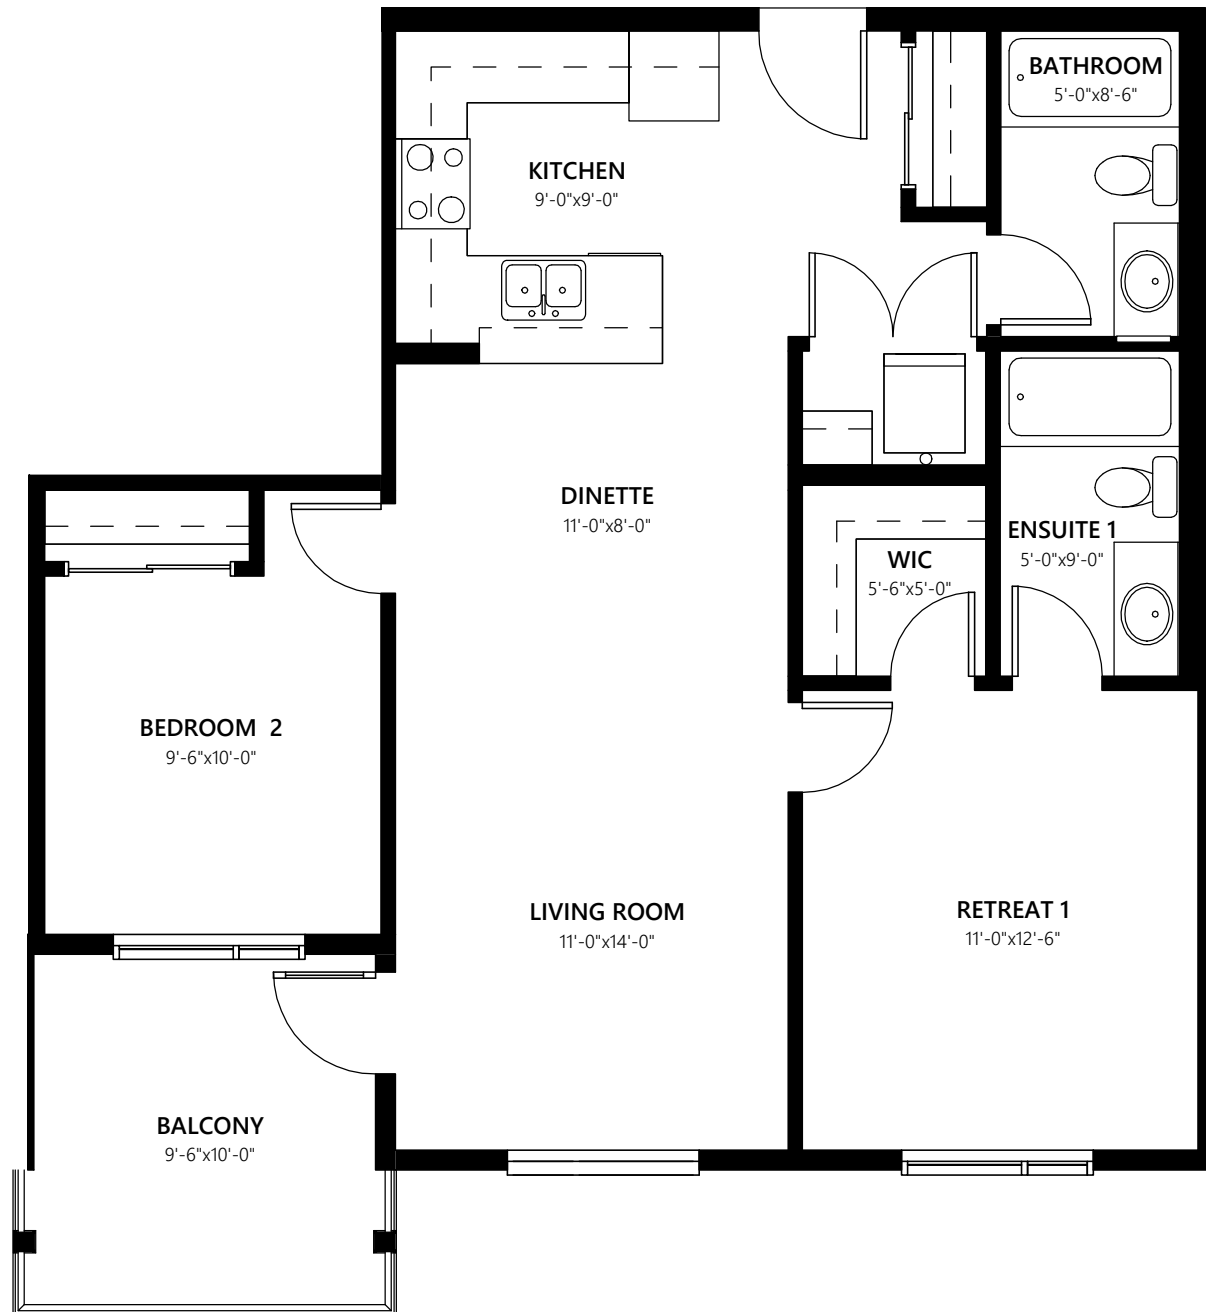 BATHROOM
5'-0"x8'-6"
KITCHEN
9'-0"x9'-0"
DINETTE
11'-0"x8'-0"
ENSUITE 1
5'-0"x9'-0"
WIC
5'-6"x5'-0"
BEDROOM 2
9'-6"x10'-0"
LIVING ROOM
11'-0"x14'-0"
RETREAT 1
11'-0"x12'-6"
BALCONY
9'-6"x10'-0"